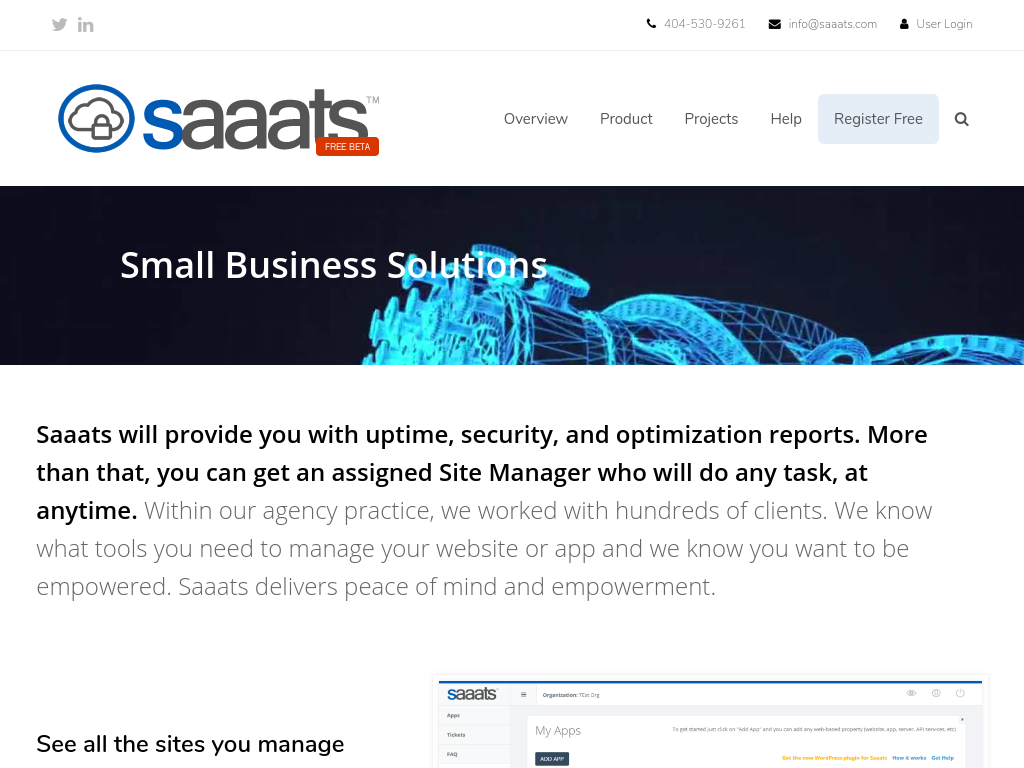 404-530-9261 info@saaats.com User Login
saaats™
FREE BETA
Overview Product Projects Help Register Free
Small Business Solutions
Saaats will provide you with uptime, security, and optimization reports. More
than that, you can get an assigned Site Manager who will do any task, at
anytime. Within our agency practice, we worked with hundreds of clients. We know
what tools you need to manage your website or app and we know you want to be
empowered. Saaats delivers peace of mind and empowerment.
See all the sites you manage
saaats
Organization: TEst Org
Apps
Tickets
FAQ
My Apps
To get started just click on "Add App" and you can add any web-based property (website, app, server, API services, etc)
ADD APP
Get the new WordPress plugin for Saaats How it works Get Help